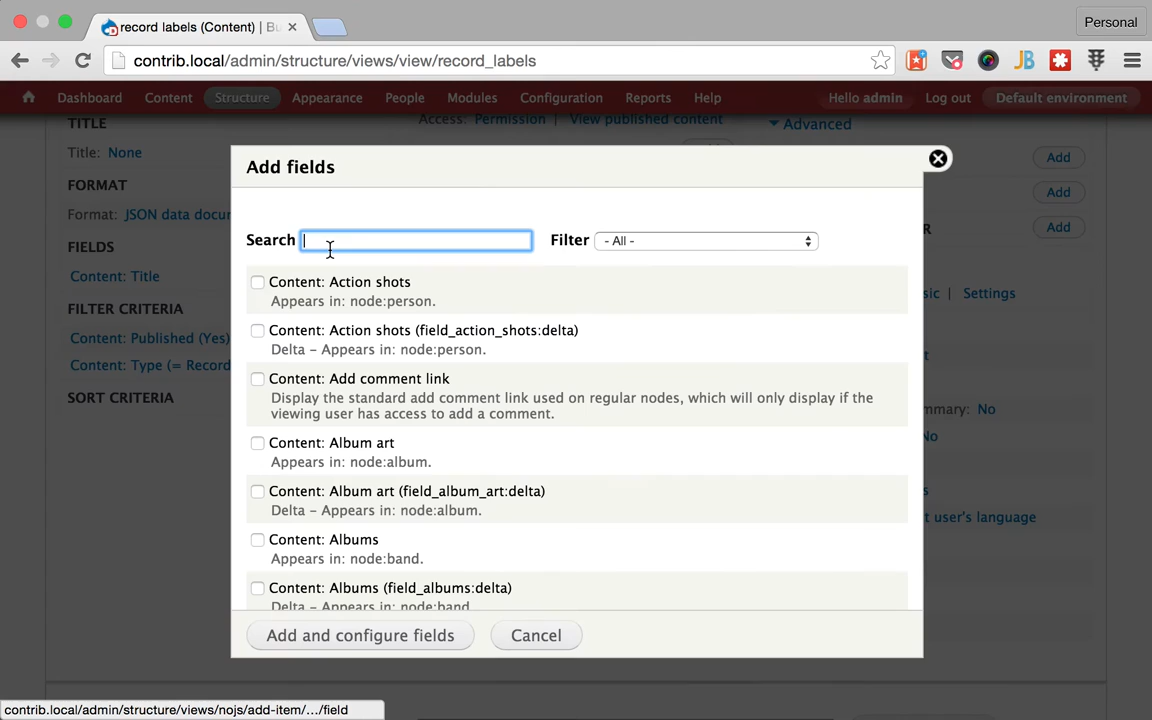 record labels (Content) | Bu
Personal
contrib.local/admin/structure/views/view/record_labels
JB
Dashboard Content Structure Appearance People Modules Configuration Reports Help Hello admin Log out Default environment
TITLE Access: Permission | View published content Advanced
Title: None Add
FORMAT Add
Format: JSON data docu Add
FIELDS
Content: Title
FILTER CRITERIA
Content: Published (Yes)
Content: Type (= Record
SORT CRITERIA
Settings
mmary: No
No
t user's language
Add fields
Search Filter - All -
Content: Action shots
Appears in: node:person.
Content: Action shots (field_action_shots:delta)
Delta – Appears in: node:person.
Content: Add comment link
Display the standard add comment link used on regular nodes, which will only display if the
viewing user has access to add a comment.
Content: Album art
Appears in: node:album.
Content: Album art (field_album_art:delta)
Delta – Appears in: node:album.
Content: Albums
Appears in: node:band.
Content: Albums (field_albums:delta)
Delta – Appears in: node:band
Add and configure fields Cancel
contrib.local/admin/structure/views/nojs/add-item/…/field